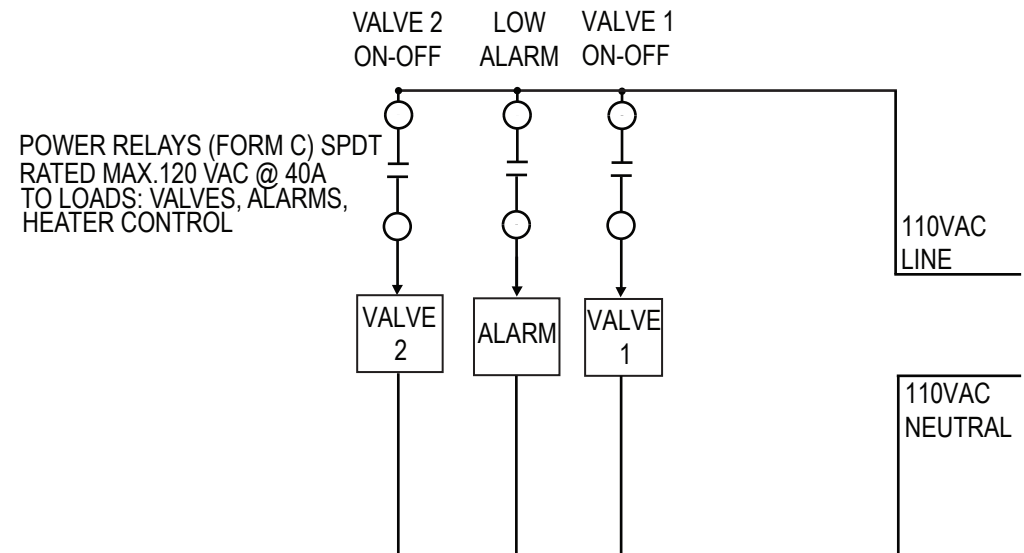 VALVE 2
ON-OFF
LOW
ALARM
VALVE 1
ON-OFF
POWER RELAYS (FORM C) SPDT
RATED MAX.120 VAC @ 40A
TO LOADS: VALVES, ALARMS,
HEATER CONTROL
110VAC
LINE
VALVE
2
ALARM
VALVE
1
110VAC
NEUTRAL